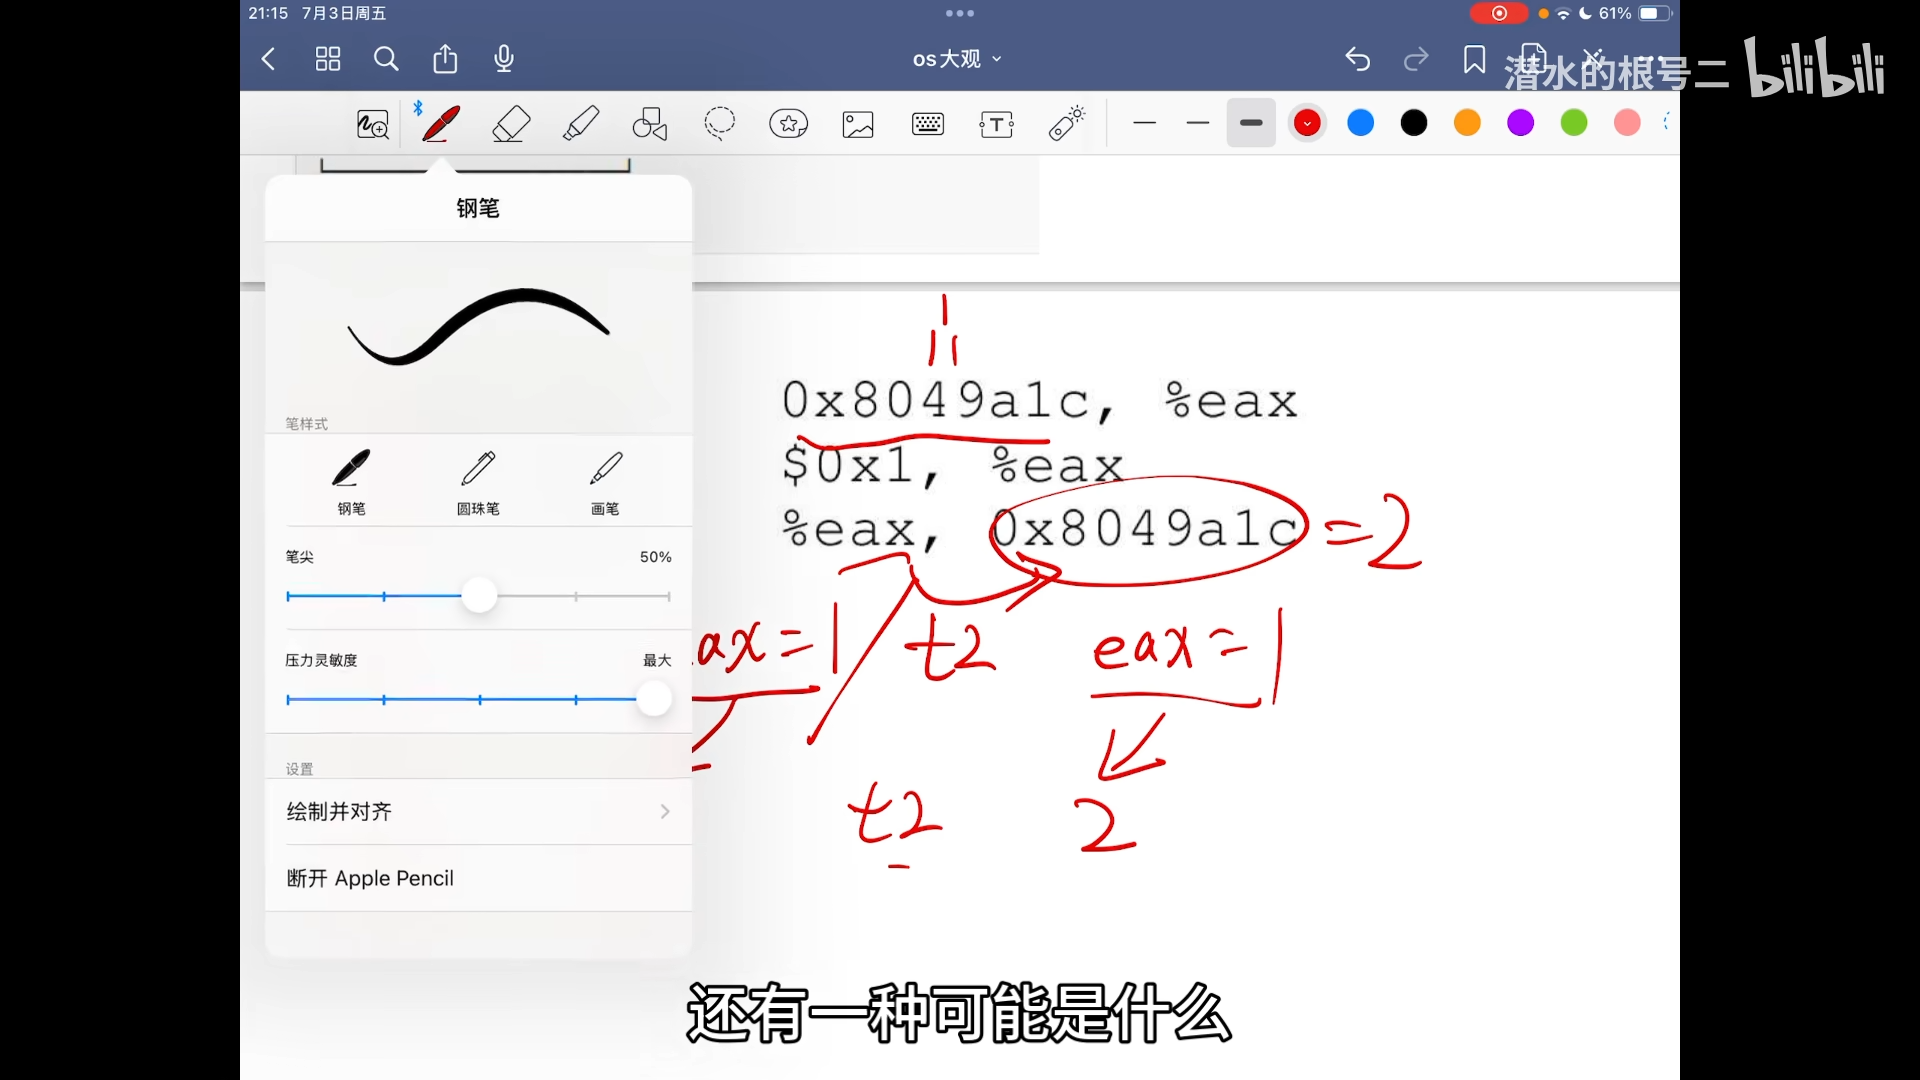 21:15 7月3日周五
61%
os大观
潜水的根号二 bilibili
T
钢笔
笔样式
钢笔 圆珠笔 画笔
笔尖 50%
压力灵敏度 最大
设置
绘制并对齐
断开 Apple Pencil
0x8049a1c, %eax
$0x1, %eax
%eax, 0x8049a1c =2
ax=1 t2 eax=1
t2 2
还有一种可能是什么